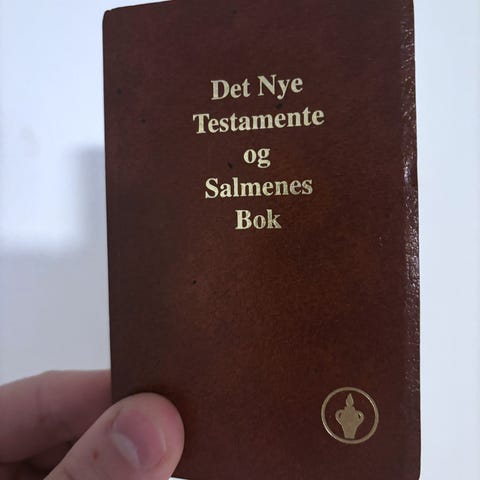 Det Nye
Testamente
og
Salmenes
Bok